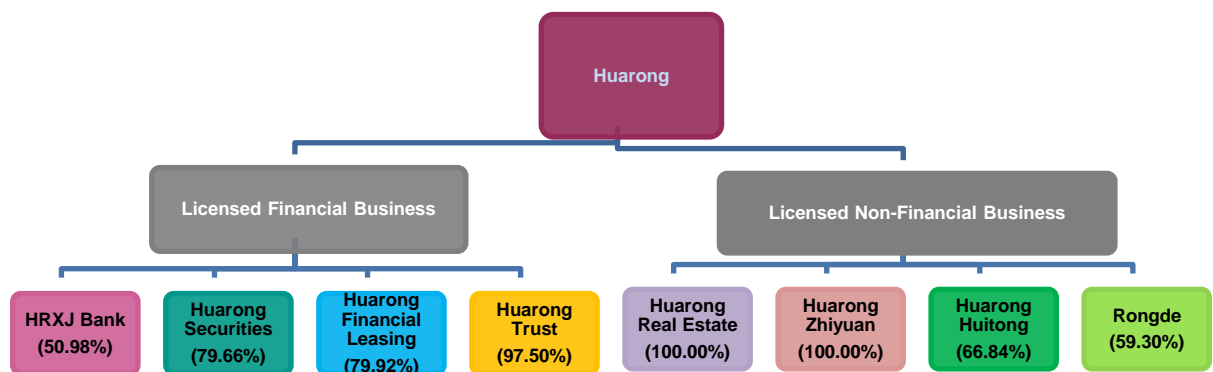 Huarong
Licensed Financial Business
Licensed Non-Financial Business
HRXJ Bank
(50.98%)
Huarong
Securities
(79.66%)
Huarong
Financial
Leasing
(79.92%)
Huarong
Trust
(97.50%)
Huarong
Real Estate
(100.00%)
Huarong
Zhiyuan
(100.00%)
Huarong
Huitong
(66.84%)
Rongde
(59.30%)